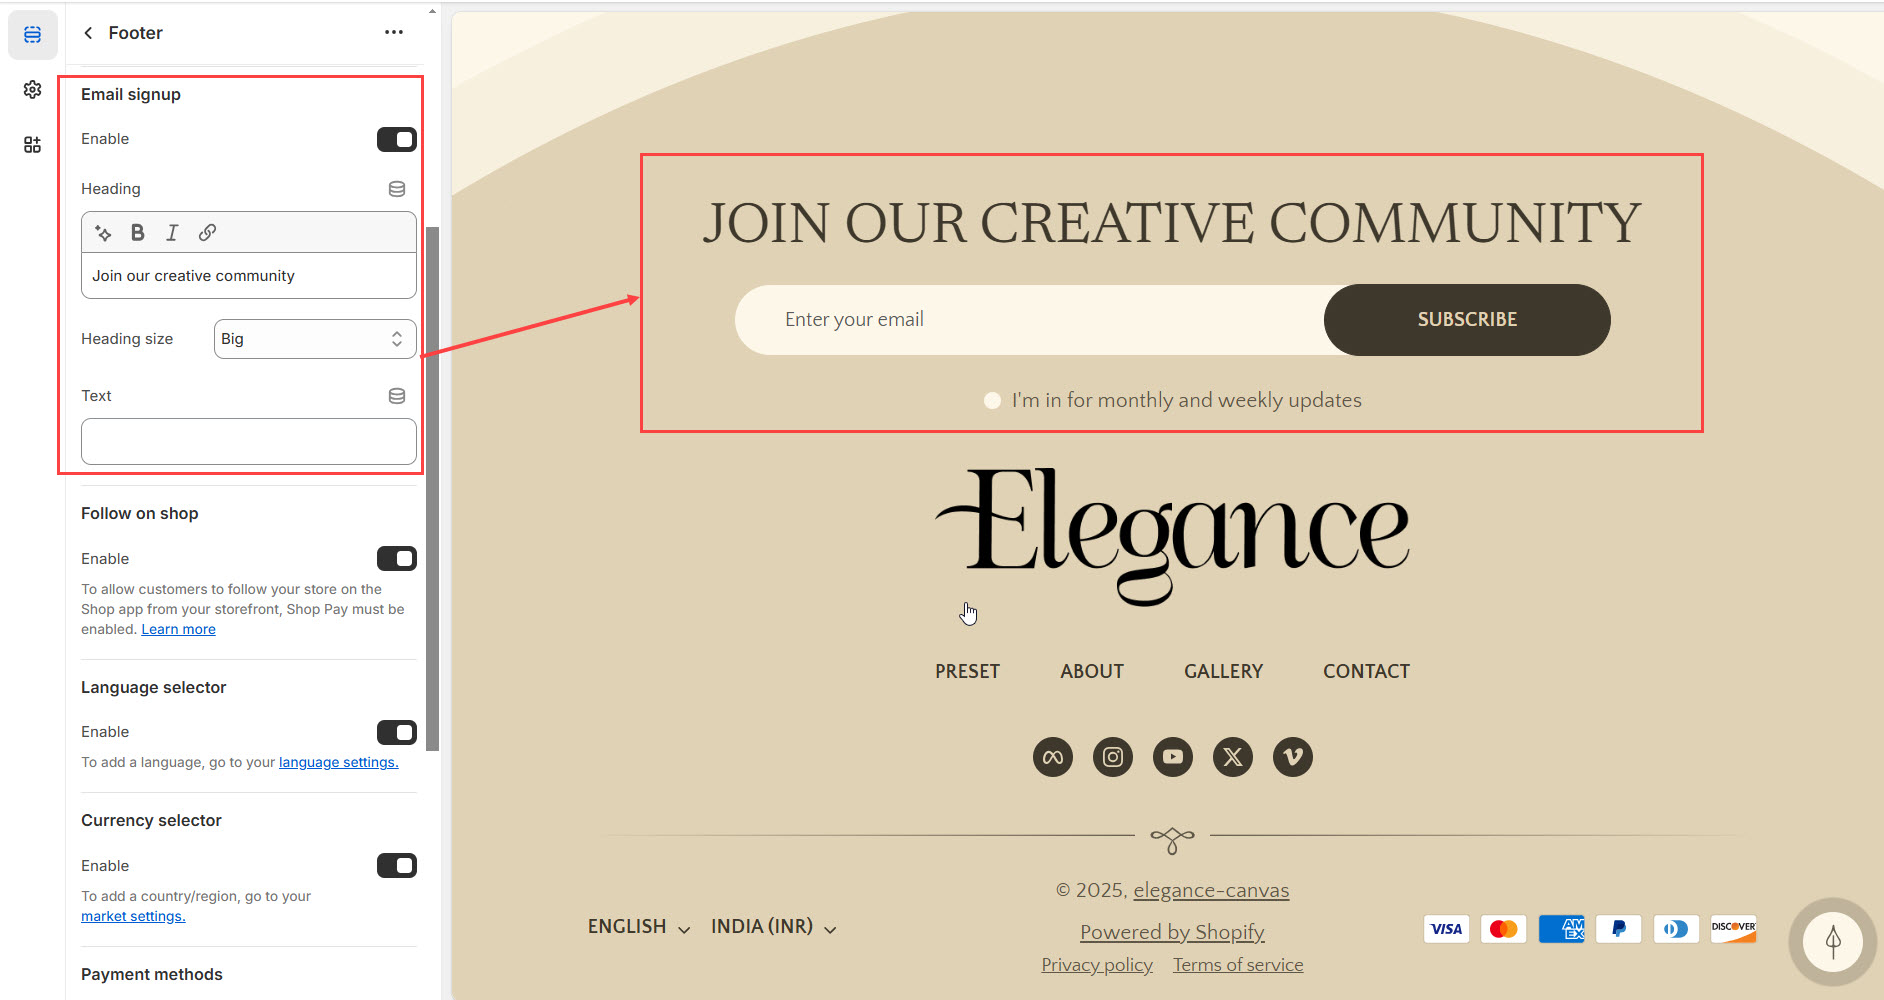 Footer
Email signup
Enable
Heading
B I
Join our creative community
Heading size
Big
Text
Follow on shop
Enable
To allow customers to follow your store on the
Shop app from your storefront, Shop Pay must be
enabled. Learn more
Language selector
Enable
To add a language, go to your language settings.
Currency selector
Enable
To add a country/region, go to your
market settings.
Payment methods
JOIN OUR CREATIVE COMMUNITY
Enter your email
SUBSCRIBE
I'm in for monthly and weekly updates
Elegance
PRESET ABOUT GALLERY CONTACT
© 2025, elegance-canvas
ENGLISH INDIA (INR)
Powered by Shopify
Privacy policy Terms of service
VISA
AM
EX
DISCOVER